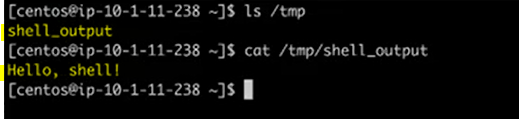 [centos@ip-10-1-11-238 ~]$ ls /tmp
shell_output
[centos@ip-10-1-11-238 ~]$ cat /tmp/shell_output
Hello, shell!
[centos@ip-10-1-11-238 ~]$